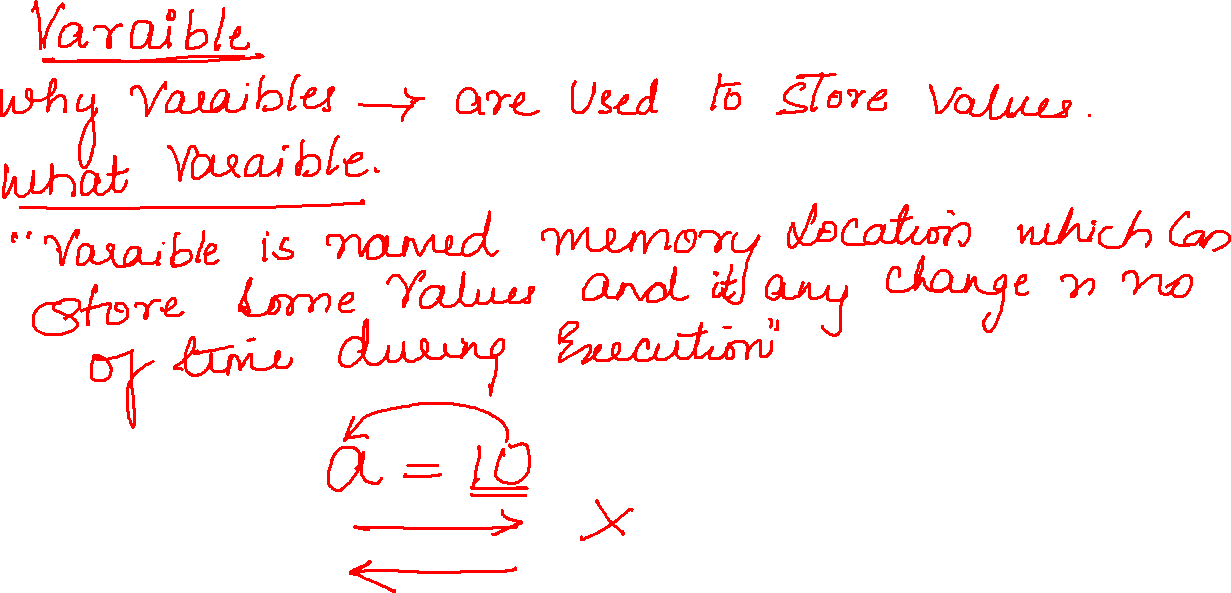 Varaible
why Varaibles → are Used to Store Values.
What Varaible.
"Varaible is named memory Location which Can
Store Some Values and it any change n no
of time during Execution"
a = 10
X